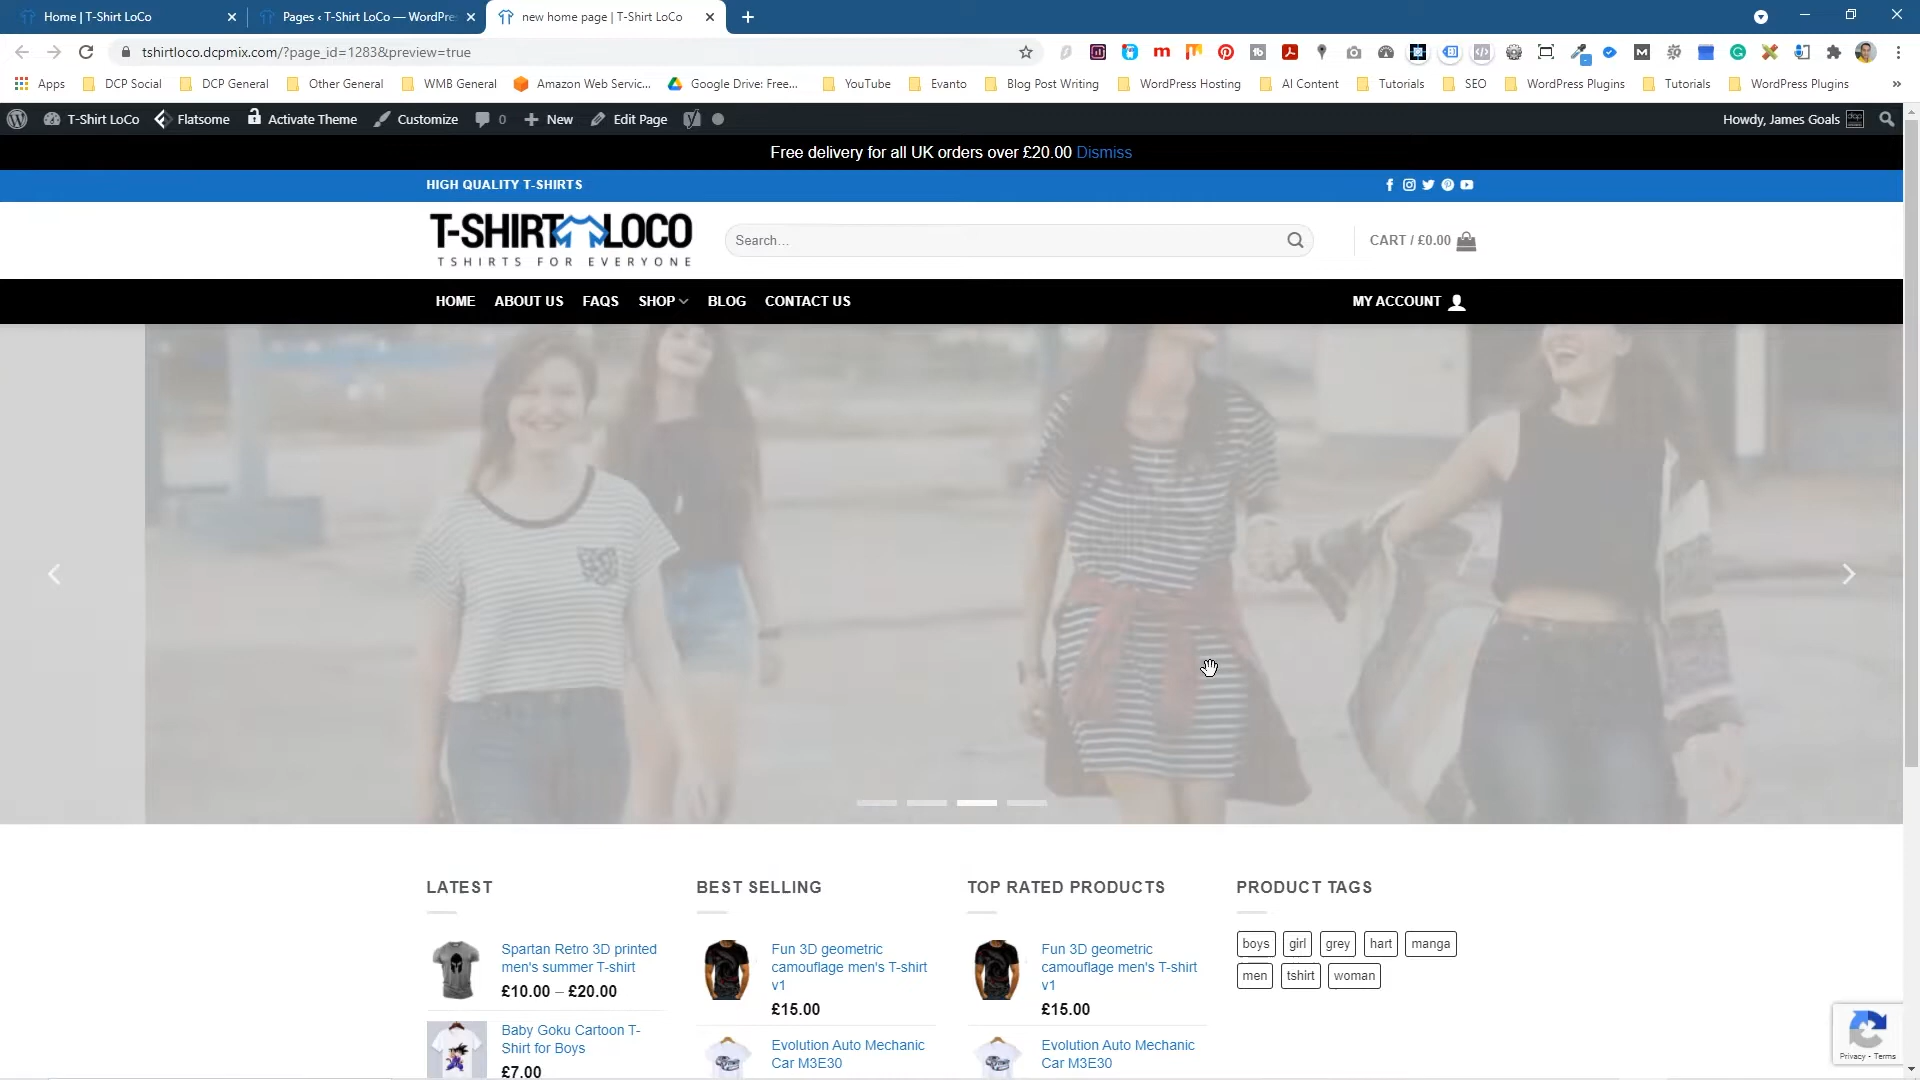 Home | T-Shirt LoCo
Pages ‹ T-Shirt LoCo — WordPre
new home page | T-Shirt LoCo
tshirtloco.dcpmix.com/?page_id=1283&preview=true
Apps
DCP Social
DCP General
Other General
WMB General
Amazon Web Servic...
Google Drive: Free...
YouTube
Evanto
Blog Post Writing
WordPress Hosting
AI Content
Tutorials
SEO
WordPress Plugins
Tutorials
WordPress Plugins
»
T-Shirt LoCo
Flatsome
Activate Theme
Customize
0
New
Edit Page
Howdy, James Goals
Free delivery for all UK orders over £20.00 Dismiss
HIGH QUALITY T-SHIRTS
T-SHIRT LOCO
TSHIRTS FOR EVERYONE
Search...
CART / £0.00
HOME
ABOUT US
FAQS
SHOP
BLOG
CONTACT US
MY ACCOUNT
LATEST
BEST SELLING
TOP RATED PRODUCTS
PRODUCT TAGS
Spartan Retro 3D printed
men's summer T-shirt
£10.00 – £20.00
Baby Goku Cartoon T-
Shirt for Boys
£7.00
Fun 3D geometric
camouflage men's T-shirt
v1
£15.00
Evolution Auto Mechanic
Car M3E30
Fun 3D geometric
camouflage men's T-shirt
v1
£15.00
Evolution Auto Mechanic
Car M3E30
boys
girl
grey
hart
manga
men
tshirt
woman
Privacy - Terms